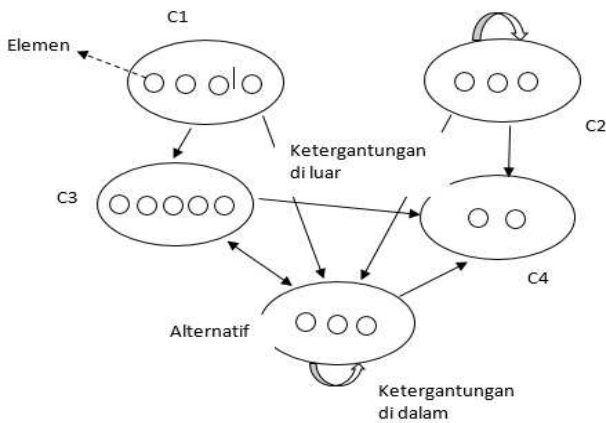 C1
Elemen
C2
Ketergantungan
di luar
C3
C4
Alternatif
Ketergantungan
di dalam